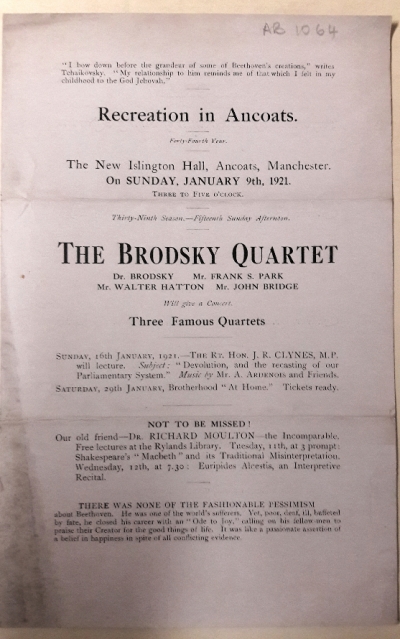 AB 1064
"I bow down before the grandeur of some of Beethoven's creations," writes
Tchaikovsky. "My relationship to him reminds me of that which I felt in my
childhood to the God Jehovah."
Recreation in Ancoats.
Forty-Fourth Year.
The New Islington Hall, Ancoats, Manchester.
On SUNDAY, JANUARY 9th, 1921.
THREE TO FIVE O'CLOCK.
Thirty-Ninth Season.—Fifteenth Sunday Afternoon.
THE BRODSKY QUARTET
Dr. BRODSKY Mr. FRANK S. PARK
Mr. WALTER HATTON Mr. JOHN BRIDGE
Will give a Concert.
Three Famous Quartets
SUNDAY, 16th JANUARY, 1921.—THE RT. HON. J. R. CLYNES, M.P.
will lecture. Subject: "Devolution, and the recasting of our
Parliamentary System." Music by MR. A. ARDENOIS and Friends.
SATURDAY, 29th JANUARY, Brotherhood "At Home." Tickets ready.
NOT TO BE MISSED!
Our old friend—DR. RICHARD MOULTON—the Incomparable.
Free lectures at the Rylands Library. Tuesday, 11th, at 3 prompt:
Shakespeare's "Macbeth" and its Traditional Misinterpretation.
Wednesday, 12th, at 7.30: Euripides Alcestis, an Interpretive
Recital.
THERE WAS NONE OF THE FASHIONABLE PESSIMISM
about Beethoven. He was one of the world's sufferers. Yet, poor, deaf, ill, buffeted
by fate, he closed his career with an "Ode to Joy," calling on his fellow men to
praise their Creator for the good things of life. It was like a passionate assertion of
a belief in happiness in spite of all conflicting evidence.